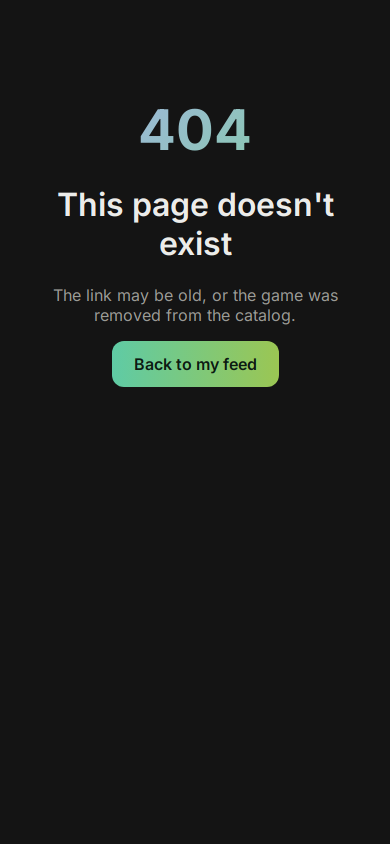 404
This page doesn't
exist
The link may be old, or the game was
removed from the catalog.
Back to my feed